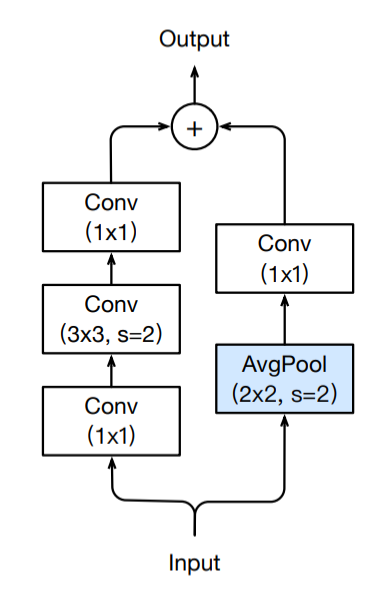 Output
+
Conv
(1x1)
Conv
(3x3, s=2)
Conv
(1x1)
Conv
(1x1)
AvgPool
(2x2, s=2)
Input